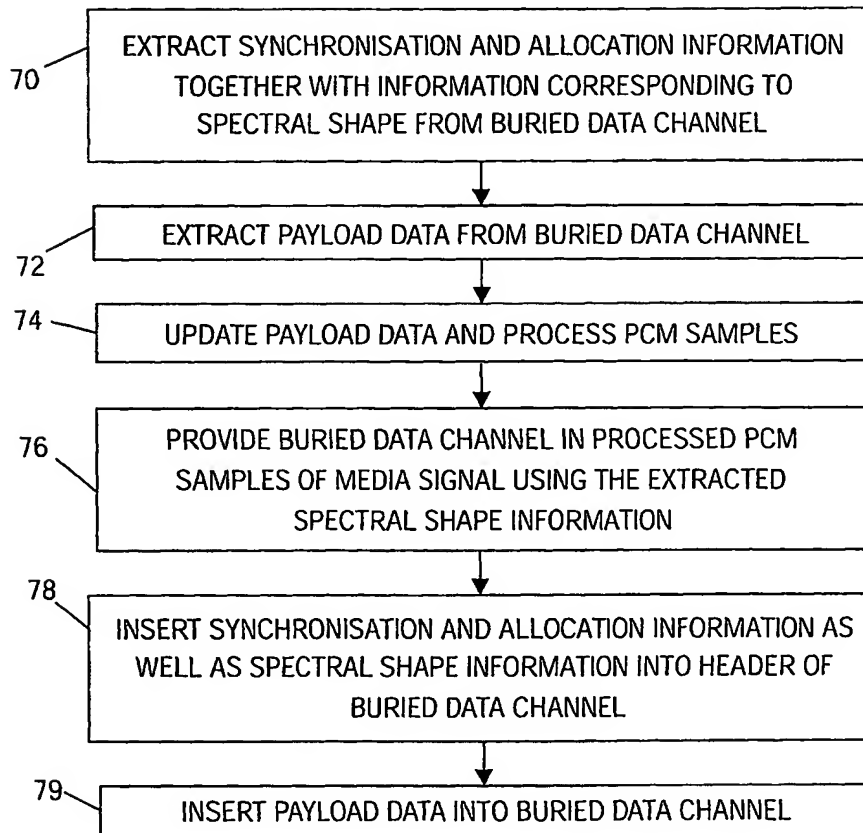 70
EXTRACT SYNCHRONISATION AND ALLOCATION INFORMATION
TOGETHER WITH INFORMATION CORRESPONDING TO
SPECTRAL SHAPE FROM BURIED DATA CHANNEL
72
EXTRACT PAYLOAD DATA FROM BURIED DATA CHANNEL
74
UPDATE PAYLOAD DATA AND PROCESS PCM SAMPLES
76
PROVIDE BURIED DATA CHANNEL IN PROCESSED PCM
SAMPLES OF MEDIA SIGNAL USING THE EXTRACTED
SPECTRAL SHAPE INFORMATION
78
INSERT SYNCHRONISATION AND ALLOCATION INFORMATION AS
WELL AS SPECTRAL SHAPE INFORMATION INTO HEADER OF
BURIED DATA CHANNEL
79
INSERT PAYLOAD DATA INTO BURIED DATA CHANNEL